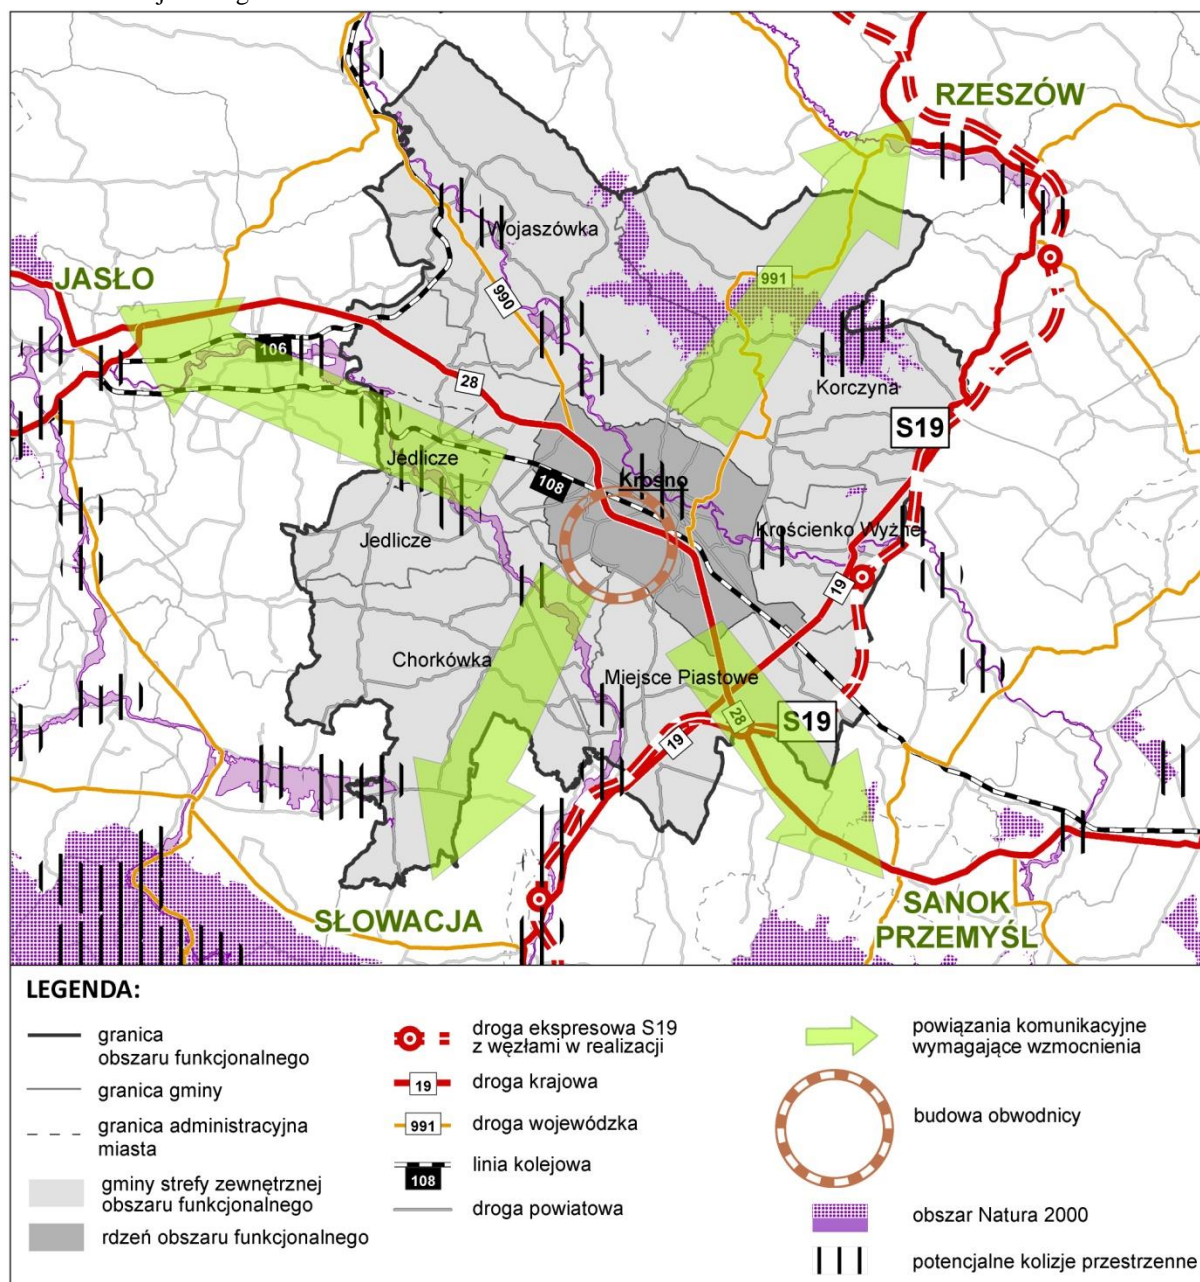 RZESZÓW
Wojaszówka
JASŁO
991
990
106
28
Korczyna
S19
Jedlicze
108
Krosno
Krościenko Wyżne
Jedlicze
19
Chorkówka
Miejsce Piastowe
28
S19
19
SŁOWACJA
SANOK
PRZEMYŚL
LEGENDA:
granica
obszaru funkcjonalnego
granica gminy
granica administracyjna
miasta
gminy strefy zewnętrznej
obszaru funkcjonalnego
rdzeń obszaru funkcjonalnego
droga ekspresowa S19
z węzłami w realizacji
19 droga krajowa
991 droga wojewódzka
108 linia kolejowa
droga powiatowa
powiązania komunikacyjne
wymagające wzmocnienia
budowa obwodnicy
obszar Natura 2000
potencjalne kolizje przestrzenne